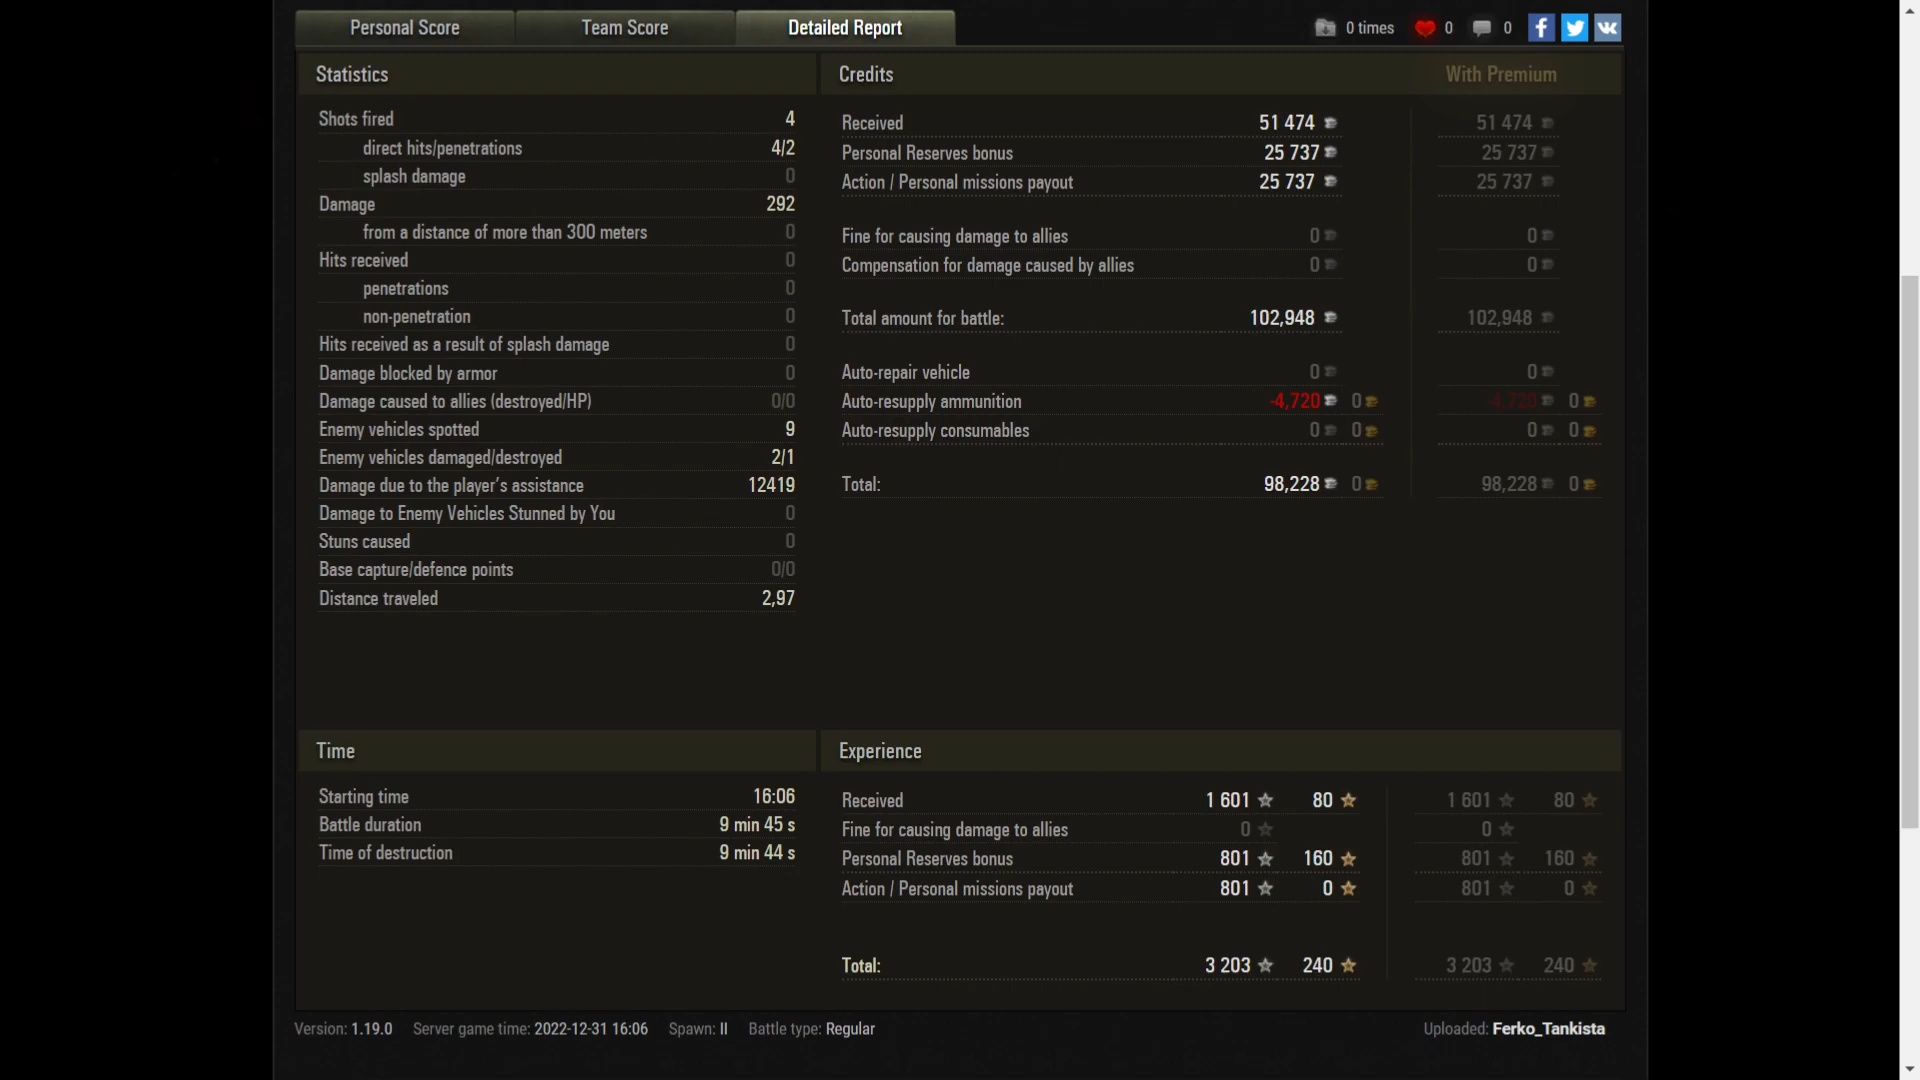 Personal Score Team Score Detailed Report 0 times 0 0
Statistics
Shots fired 4
direct hits/penetrations 4/2
splash damage 0
Damage 292
from a distance of more than 300 meters 0
Hits received 0
penetrations 0
non-penetration 0
Hits received as a result of splash damage 0
Damage blocked by armor 0
Damage caused to allies (destroyed/HP) 0/0
Enemy vehicles spotted 9
Enemy vehicles damaged/destroyed 2/1
Damage due to the player's assistance 12419
Damage to Enemy Vehicles Stunned by You 0
Stuns caused 0
Base capture/defence points 0/0
Distance traveled 2,97
Credits With Premium
Received 51 474 51 474
Personal Reserves bonus 25 737 25 737
Action / Personal missions payout 25 737 25 737
Fine for causing damage to allies 0 0
Compensation for damage caused by allies 0 0
Total amount for battle: 102,948 102,948
Auto-repair vehicle 0 0
Auto-resupply ammunition -4,720 0 -4,720 0
Auto-resupply consumables 0 0 0 0
Total: 98,228 0 98,228 0
Time
Starting time 16:06
Battle duration 9 min 45 s
Time of destruction 9 min 44 s
Experience
Received 1 601 80 1 601 80
Fine for causing damage to allies 0 0
Personal Reserves bonus 801 160 801 160
Action / Personal missions payout 801 0 801 0
Total: 3 203 240 3 203 240
Version: 1.19.0 Server game time: 2022-12-31 16:06 Spawn: II Battle type: Regular Uploaded: Ferko_Tankista